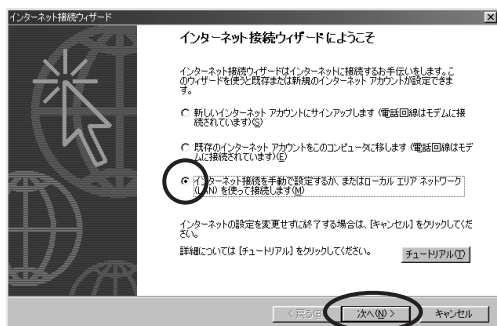 インターネット接続ウィザード
インターネット接続ウィザードにようこそ
インターネット接続ウィザードはインターネットに接続するお手伝いをします。こ
のウィザードを使うと既存または新規のインターネット アカウントが設定できま
す。
新しいインターネット アカウントにサインアップします (電話回線はモデムに接
続されています)(S)
既存のインターネット アカウントをこのコンピュータに移します (電話回線はモデ
ムに接続されています)(E)
インターネット接続を手動で設定するか、またはローカル エリア ネットワーク
(LAN) を使って接続します(M)
インターネットの設定を変更せずに終了する場合は、[キャンセル] をクリックしてくだ
さい。
詳細については [チュートリアル] をクリックしてください。
チュートリアル(T)
< 戻る(B)
次へ(N) >
キャンセル